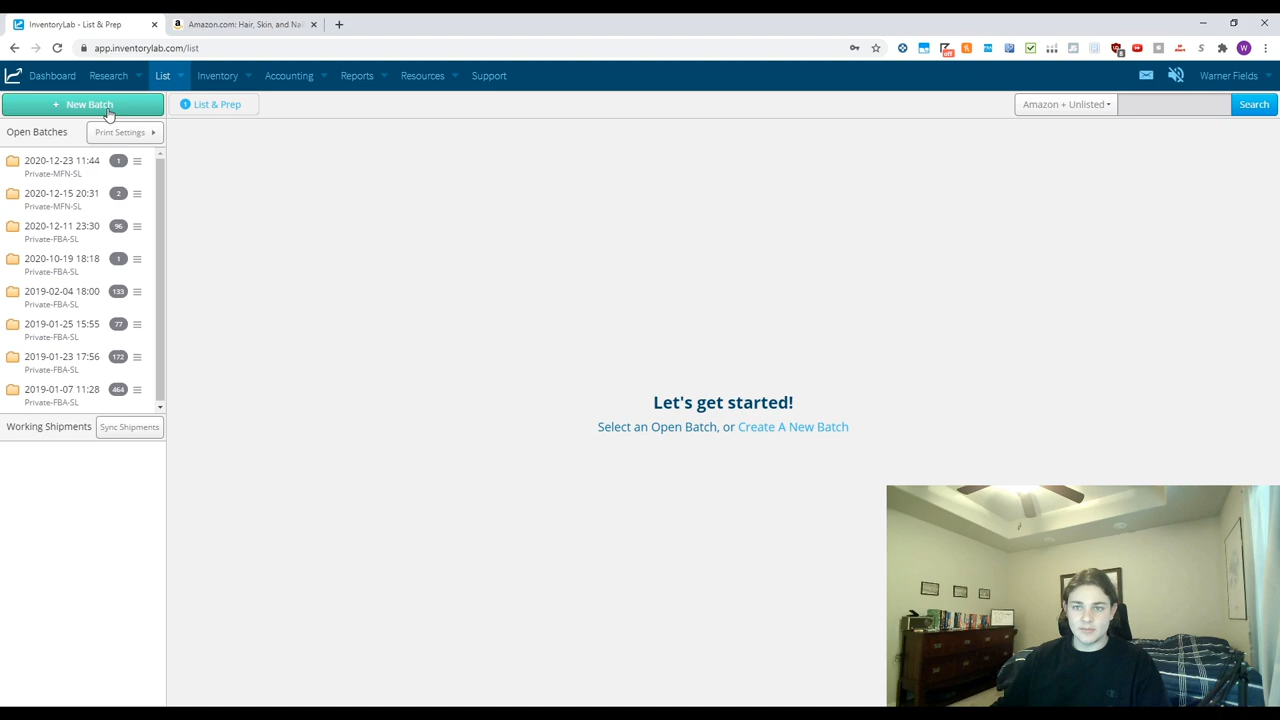 InventoryLab - List & Prep
Amazon.com: Hair, Skin, and Nai
app.inventorylab.com/list
off
8
W
Dashboard Research List Inventory Accounting Reports Resources Support
Warner Fields
+ New Batch
1 List & Prep
Amazon + Unlisted
Search
Open Batches
Print Settings
2020-12-23 11:44 1
Private-MFN-SL
2020-12-15 20:31 2
Private-MFN-SL
2020-12-11 23:30 96
Private-FBA-SL
2020-10-19 18:18 1
Private-FBA-SL
2019-02-04 18:00 133
Private-FBA-SL
2019-01-25 15:55 77
Private-FBA-SL
2019-01-23 17:56 172
Private-FBA-SL
2019-01-07 11:28 464
Private-FBA-SL
Working Shipments
Sync Shipments
Let's get started!
Select an Open Batch, or Create A New Batch